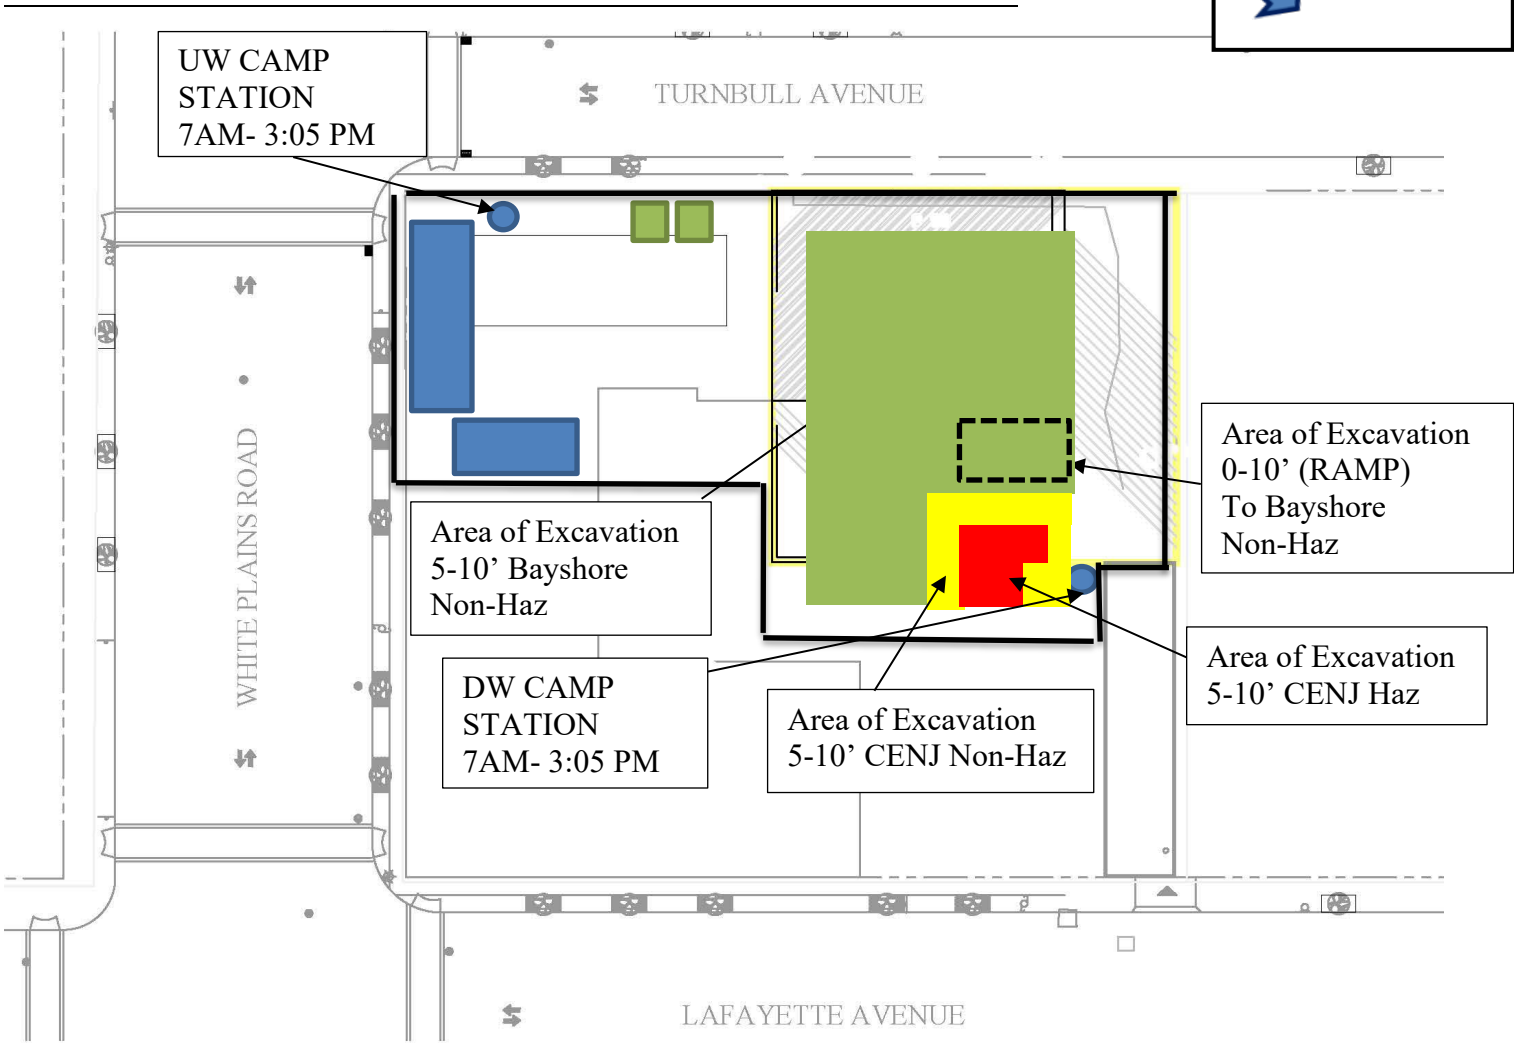 UW CAMP
STATION
7AM- 3:05 PM
TURNBULL AVENUE
WHITE PLAINS ROAD
Area of Excavation
0-10’ (RAMP)
To Bayshore
Non-Haz
Area of Excavation
5-10’ Bayshore
Non-Haz
Area of Excavation
5-10’ CENJ Haz
DW CAMP
STATION
7AM- 3:05 PM
Area of Excavation
5-10’ CENJ Non-Haz
LAFAYETTE AVENUE